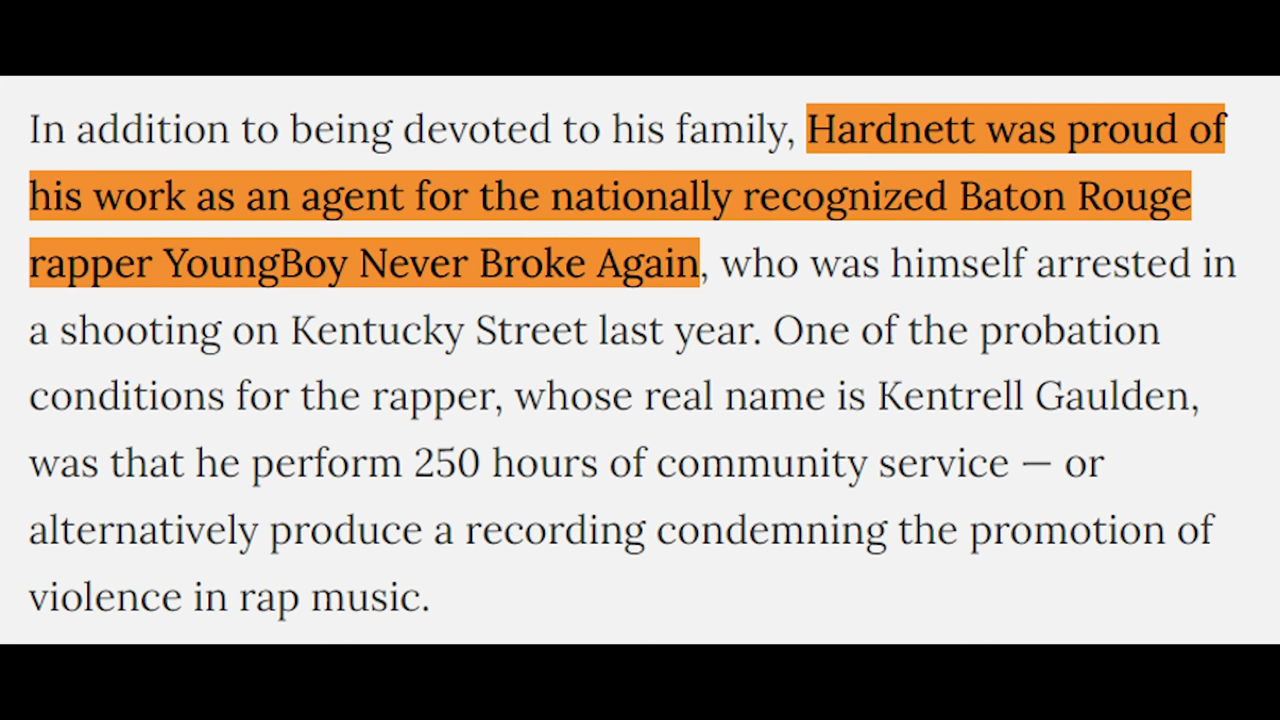 In addition to being devoted to his family, Hardnett was proud of
his work as an agent for the nationally recognized Baton Rouge
rapper YoungBoy Never Broke Again, who was himself arrested in
a shooting on Kentucky Street last year. One of the probation
conditions for the rapper, whose real name is Kentrell Gaulden,
was that he perform 250 hours of community service — or
alternatively produce a recording condemning the promotion of
violence in rap music.